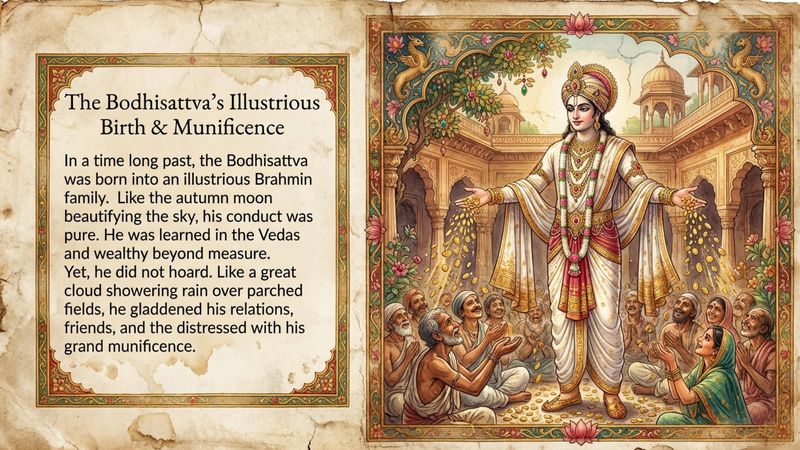 The Bodhisattva's Illustrious
Birth & Munificence
In a time long past, the Bodhisattva
was born into an illustrious Brahmin
family.  Like the autumn moon
beautifying the sky, his conduct was
pure. He was learned in the Vedas
and wealthy beyond measure.
Yet, he did not hoard. Like a great
cloud showering rain over parched
fields, he gladdened his relations,
friends, and the distressed with his
grand munificence.